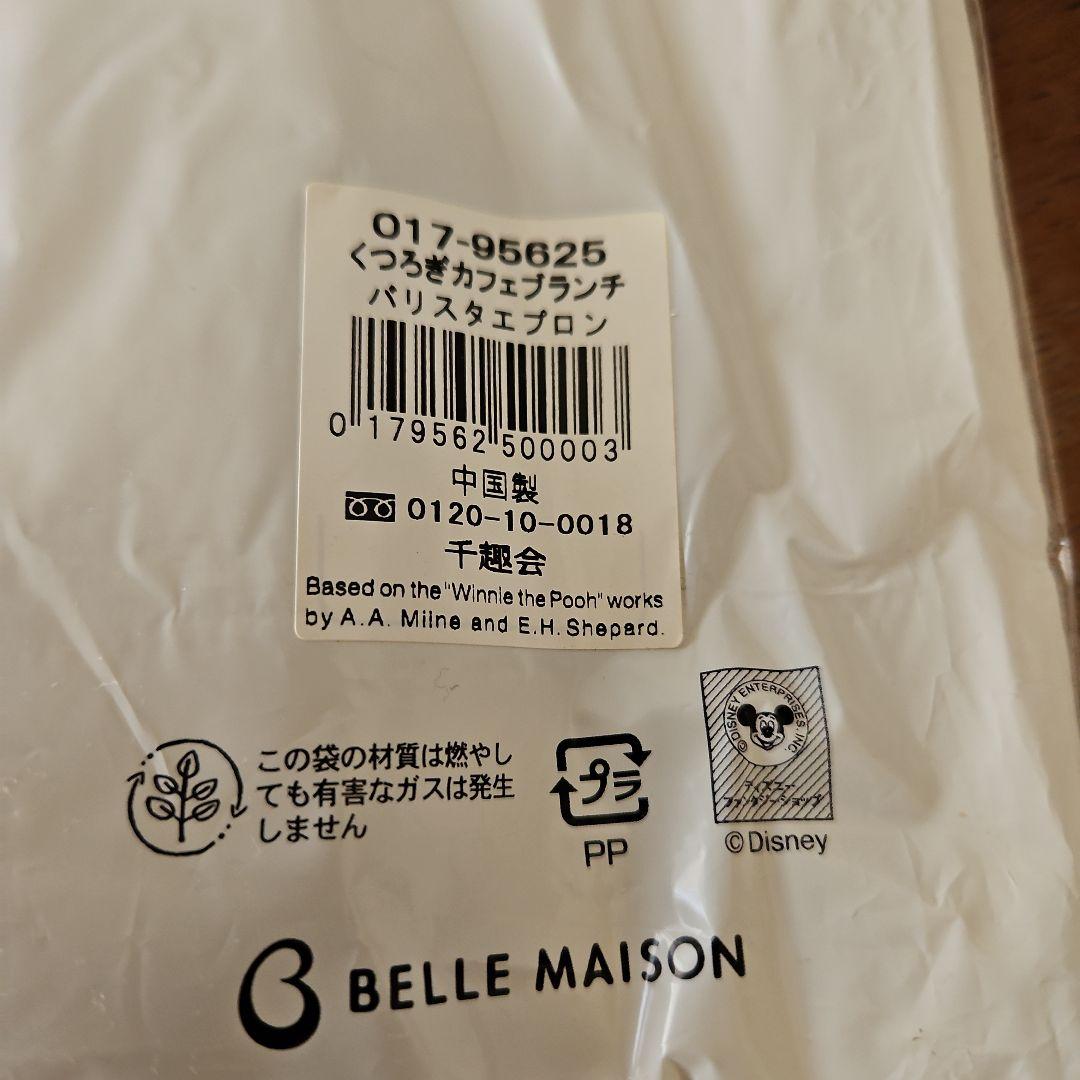 017-95625
くつろぎカフェブランチ
バリスタエプロン
0 179562 500003
中国製
0120-10-0018
千趣会
Based on the "Winnie the Pooh" works
by A.A. Milne and E.H. Shepard.
この袋の材質は燃やし
ても有害なガスは発生
しません
プラ
PP
©DISNEY ENTERPRISES, INC.
ディズニー
ファンタジーショップ
©Disney
BELLE MAISON